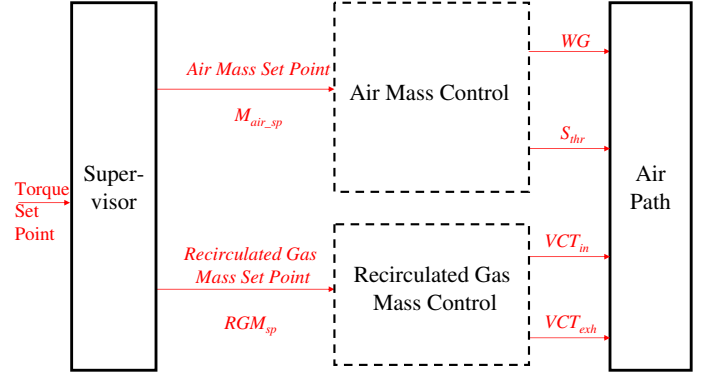 Torque
Set
Point
Super-
visor
Air Mass Set Point
M_air_sp
Recirculated Gas
Mass Set Point
RGM_sp
Air Mass Control
Recirculated Gas
Mass Control
WG
S_thr
VCT_in
VCT_exh
Air
Path